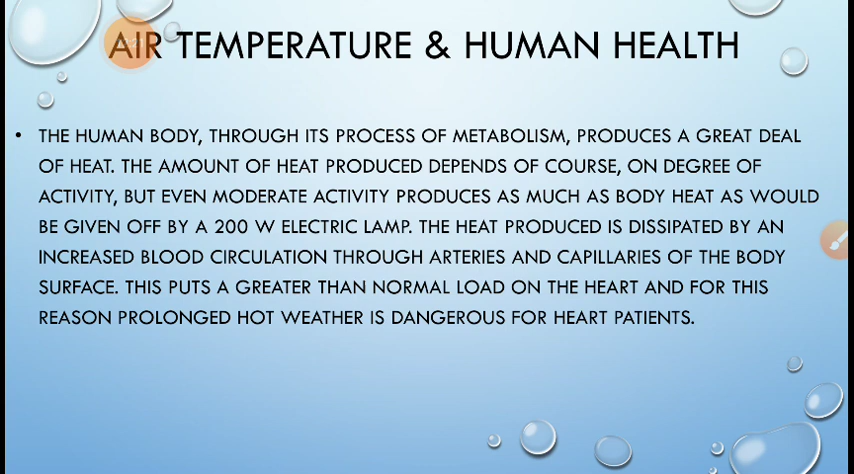 AIR TEMPERATURE & HUMAN HEALTH
• THE HUMAN BODY, THROUGH ITS PROCESS OF METABOLISM, PRODUCES A GREAT DEAL
OF HEAT. THE AMOUNT OF HEAT PRODUCED DEPENDS OF COURSE, ON DEGREE OF
ACTIVITY, BUT EVEN MODERATE ACTIVITY PRODUCES AS MUCH AS BODY HEAT AS WOULD
BE GIVEN OFF BY A 200 W ELECTRIC LAMP. THE HEAT PRODUCED IS DISSIPATED BY AN
INCREASED BLOOD CIRCULATION THROUGH ARTERIES AND CAPILLARIES OF THE BODY
SURFACE. THIS PUTS A GREATER THAN NORMAL LOAD ON THE HEART AND FOR THIS
REASON PROLONGED HOT WEATHER IS DANGEROUS FOR HEART PATIENTS.